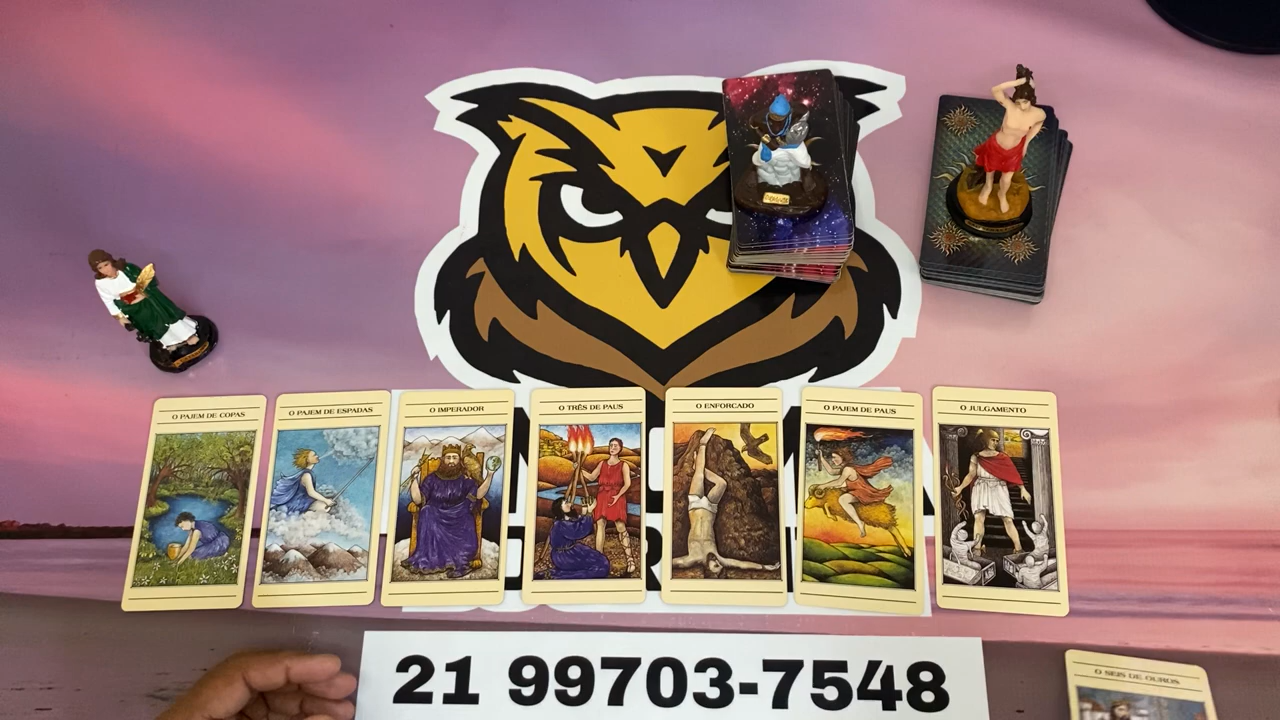 O PAJEM DE COPAS
O PAJEM DE ESPADAS
O IMPERADOR
O TRÊS DE PAUS
O ENFORCADO
O PAJEM DE PAUS
O JULGAMENTO
21 99703-7548
O SEIS DE OUROS